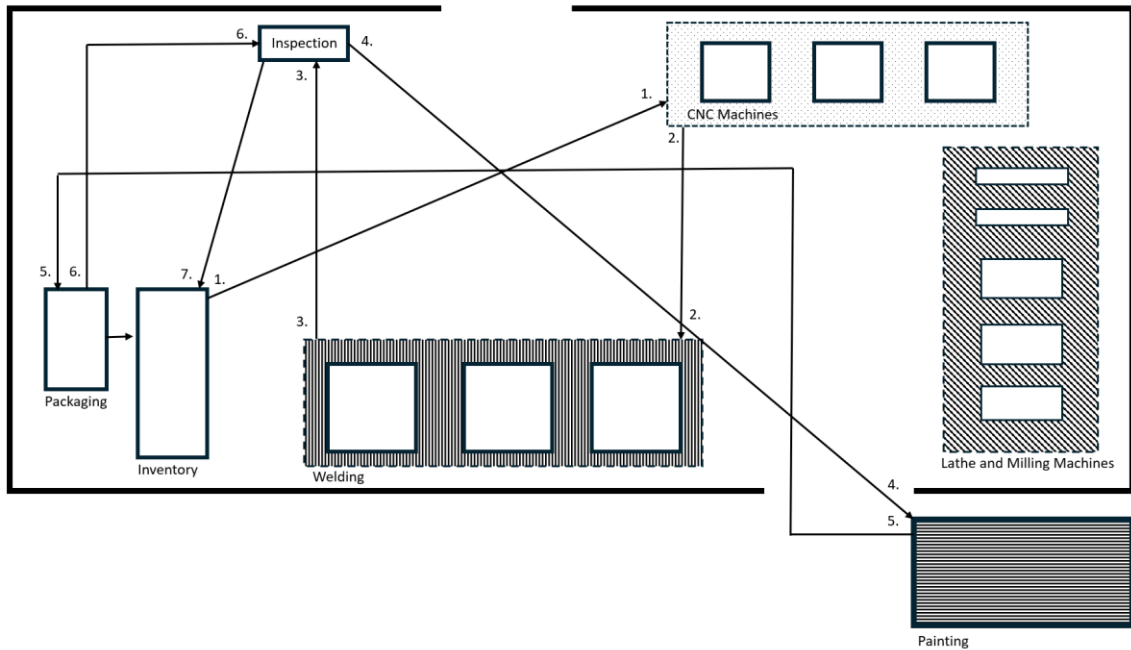 6.
Inspection
4.
3.
1.
CNC Machines
2.
5.
6.
7.
1.
3.
2.
Packaging
Inventory
Welding
Lathe and Milling Machines
4.
5.
Painting